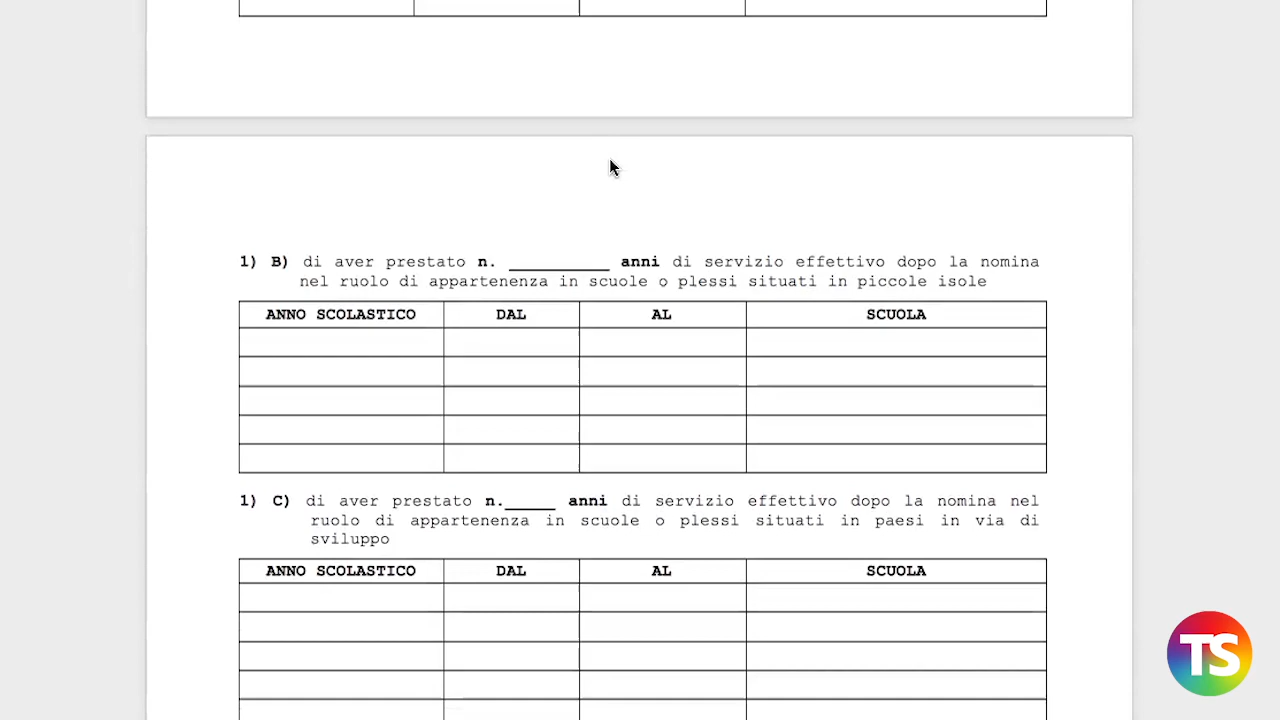 1) B) di aver prestato n. __________ anni di servizio effettivo dopo la nomina
nel ruolo di appartenenza in scuole o plessi situati in piccole isole
ANNO SCOLASTICO DAL AL SCUOLA
1) C) di aver prestato n._____ anni di servizio effettivo dopo la nomina nel
ruolo di appartenenza in scuole o plessi situati in paesi in via di
sviluppo
ANNO SCOLASTICO DAL AL SCUOLA
TS